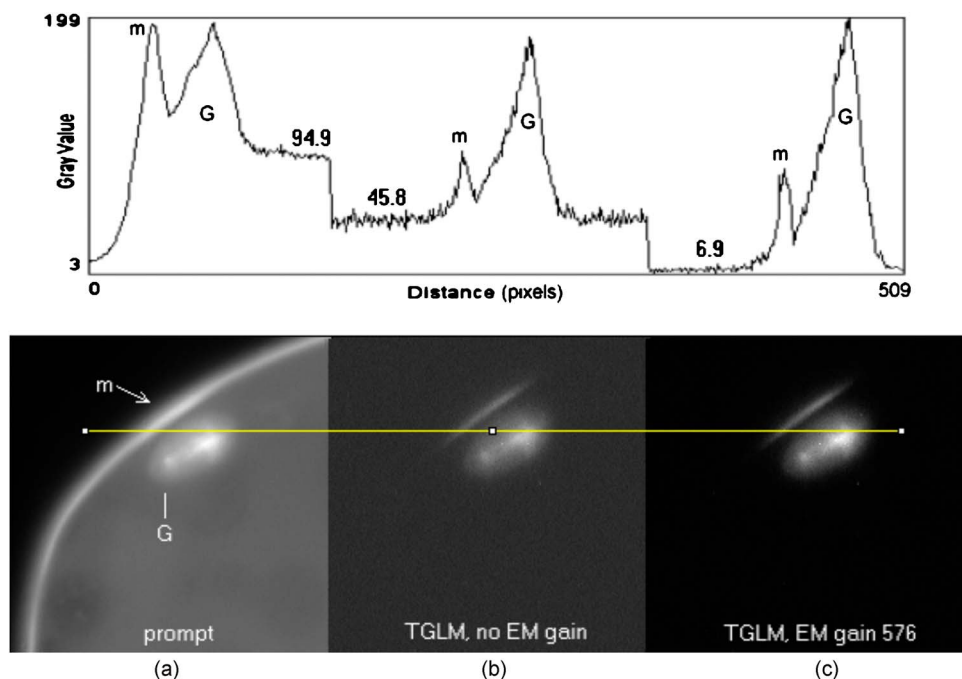 199
m
G
94.9
45.8
m
G
m
G
6.9
Gray Value
3
0
Distance (pixels)
509
m
G
prompt
TGLM, no EM gain
TGLM, EM gain 576
(a)
(b)
(c)